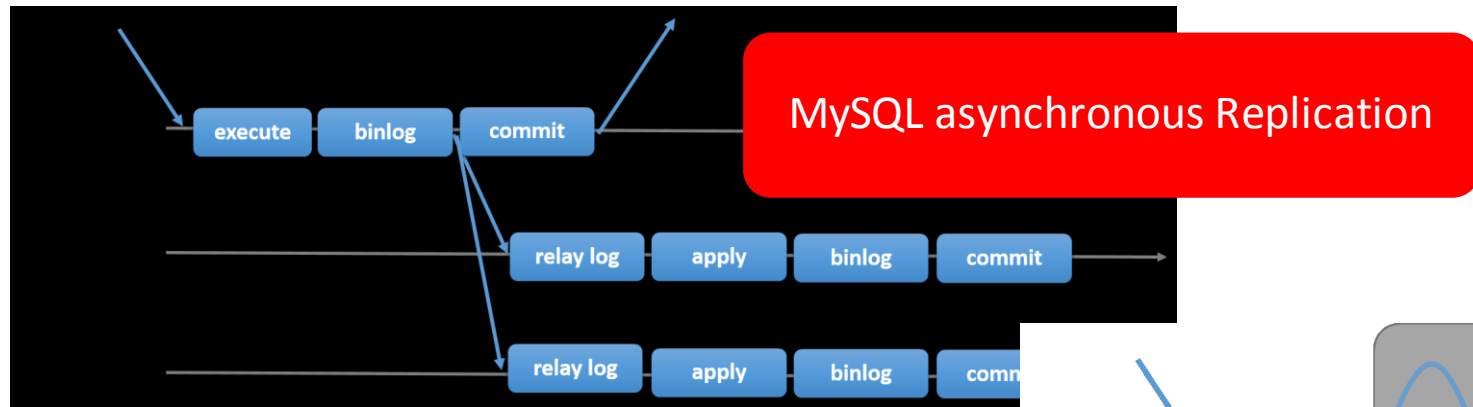 MySQL asynchronous Replication
execute binlog commit
relay log apply binlog commit
relay log apply binlog